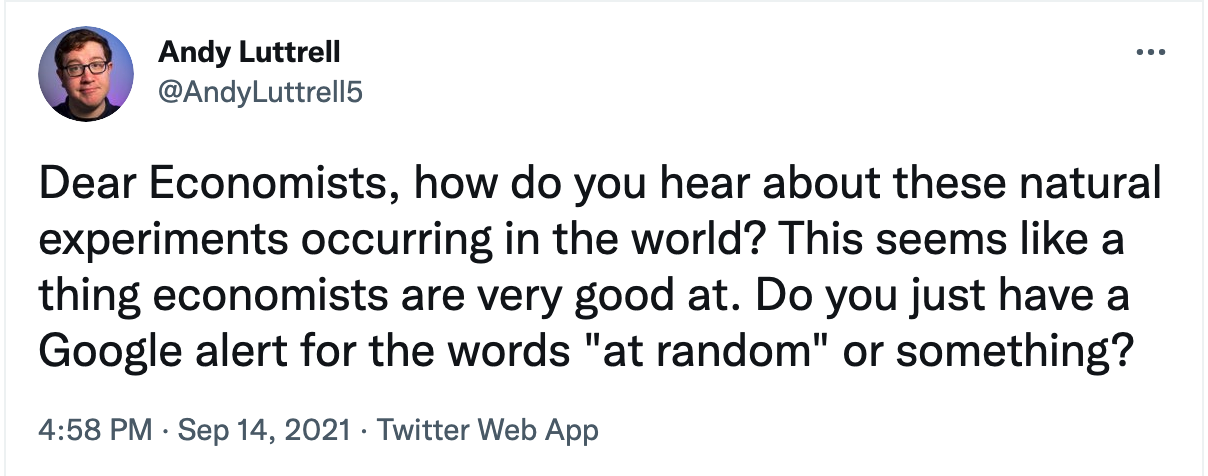 Andy Luttrell
@AndyLuttrell5
Dear Economists, how do you hear about these natural
experiments occurring in the world? This seems like a
thing economists are very good at. Do you just have a
Google alert for the words "at random" or something?
4:58 PM · Sep 14, 2021 · Twitter Web App